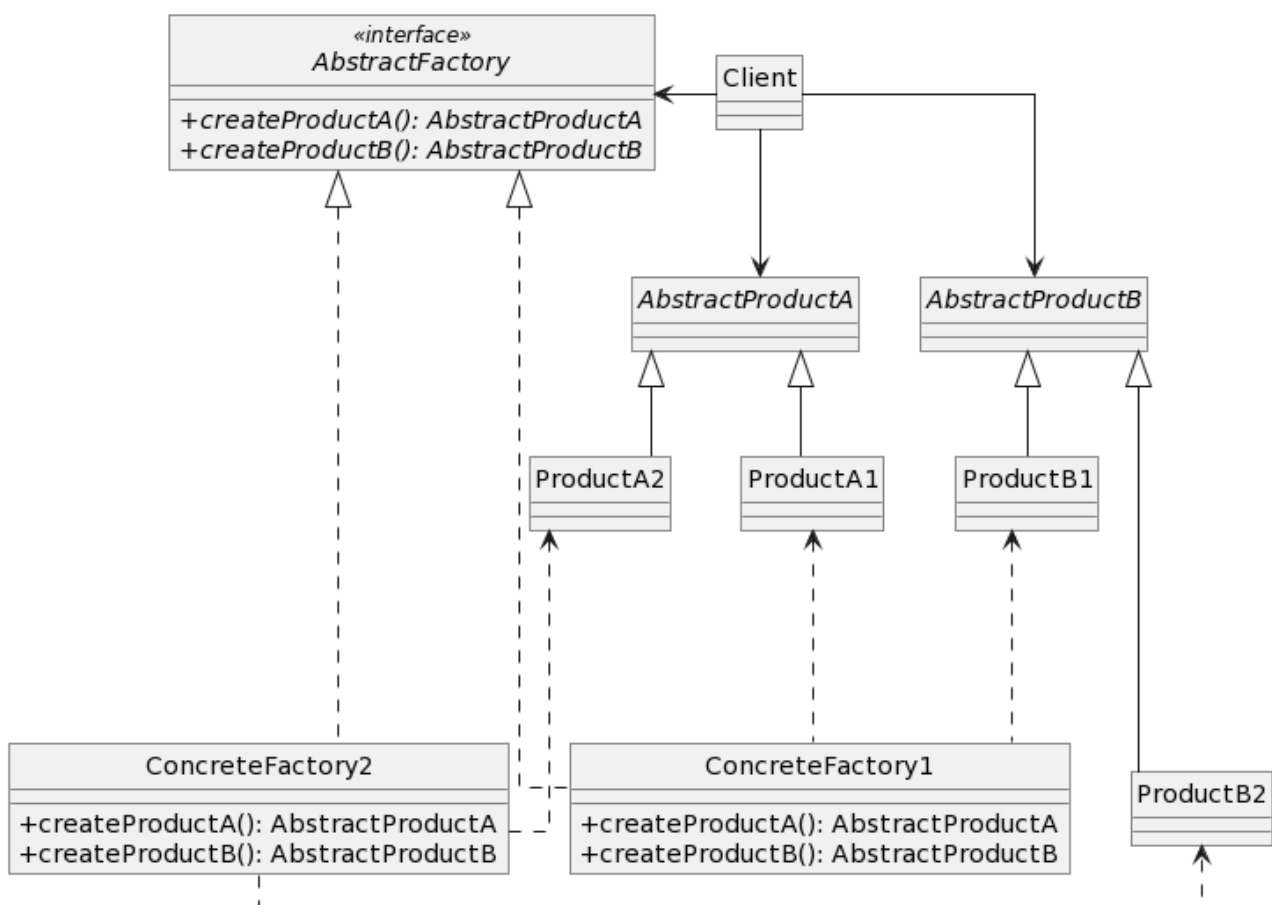 «interface»
AbstractFactory
+createProductA(): AbstractProductA
+createProductB(): AbstractProductB
Client
AbstractProductA
AbstractProductB
ProductA2
ProductA1
ProductB1
ConcreteFactory2
+createProductA(): AbstractProductA
+createProductB(): AbstractProductB
ConcreteFactory1
+createProductA(): AbstractProductA
+createProductB(): AbstractProductB
ProductB2